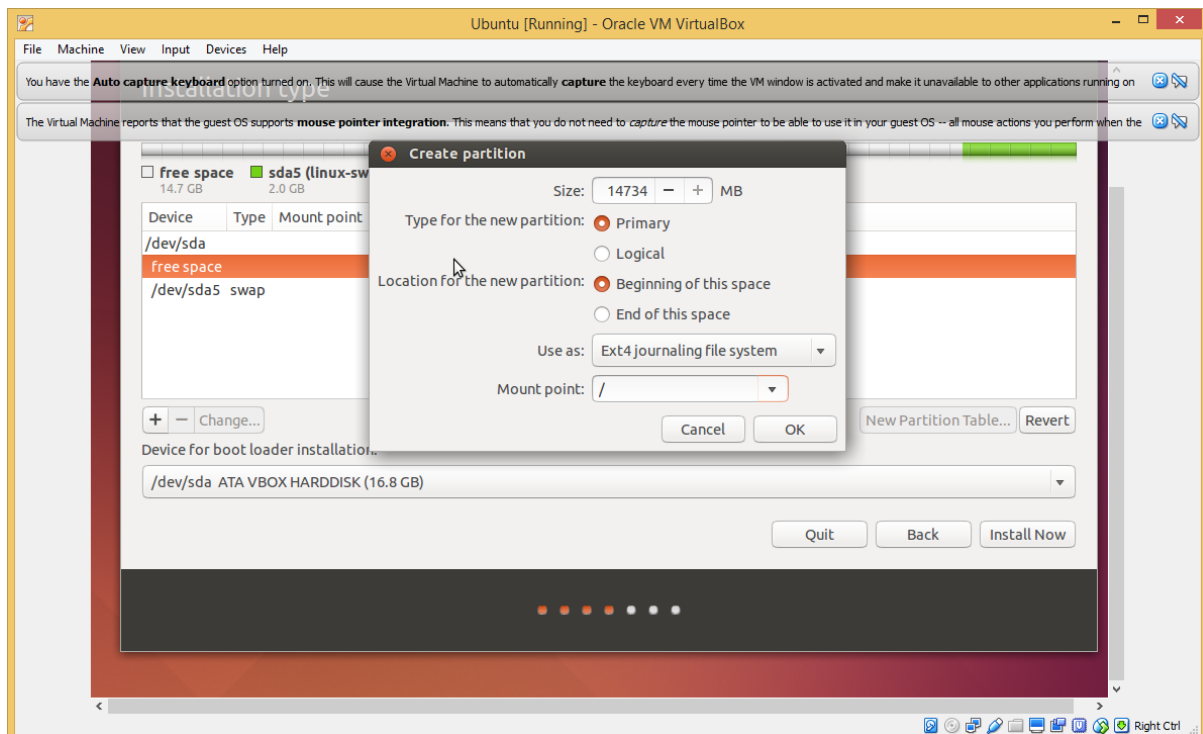 Ubuntu [Running] - Oracle VM VirtualBox
File Machine View Input Devices Help
You have the Auto capture keyboard option turned on. This will cause the Virtual Machine to automatically capture the keyboard every time the VM window is activated and make it unavailable to other applications running on
Installation type
The Virtual Machine reports that the guest OS supports mouse pointer integration. This means that you do not need to capture the mouse pointer to be able to use it in your guest OS -- all mouse actions you perform when the
Create partition
free space sda5 (linux-sw
14.7 GB 2.0 GB
Size: 14734 − + MB
Device Type Mount point
Type for the new partition: Primary
/dev/sda
Logical
free space
Location for the new partition: Beginning of this space
/dev/sda5 swap
End of this space
Use as: Ext4 journaling file system
Mount point: /
+ − Change...
Cancel OK
New Partition Table... Revert
Device for boot loader installation:
/dev/sda ATA VBOX HARDDISK (16.8 GB)
Quit Back Install Now
Right Ctrl